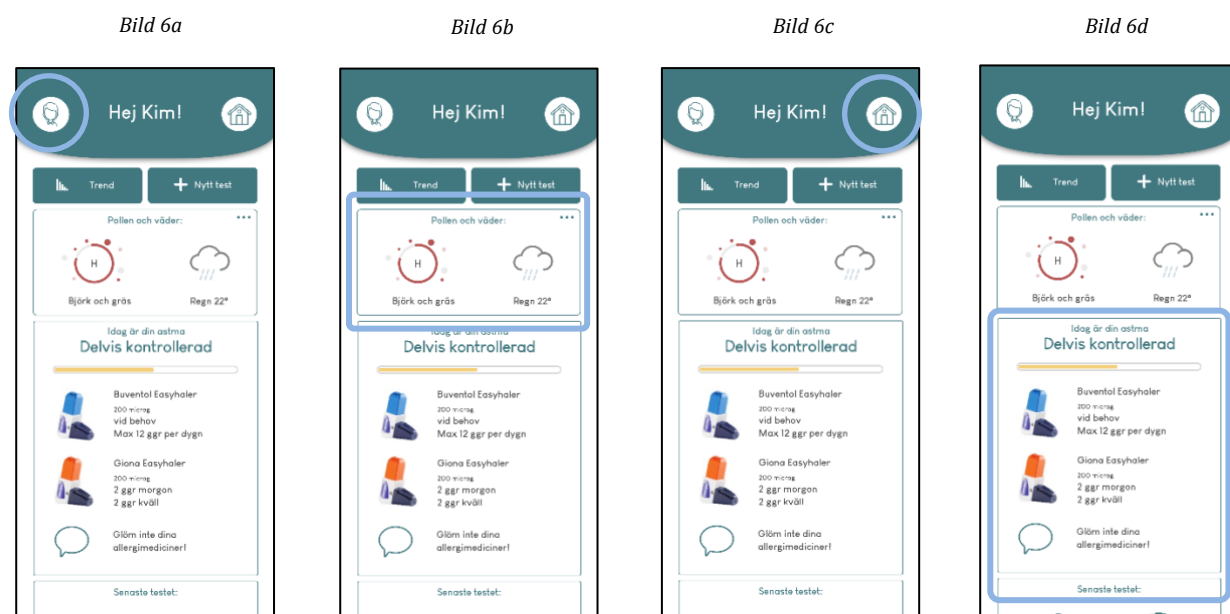 Bild 6a
Bild 6b
Bild 6c
Bild 6d
Hej Kim!
Trend
Nytt test
Pollen och väder:
H
Björk och gräs
Regn 22°
Idag är din astma
Delvis kontrollerad
Buventol Easyhaler
200 microg
vid behov
Max 12 ggr per dygn
Giona Easyhaler
200 microg
2 ggr morgon
2 ggr kväll
Glöm inte dina
allergimediciner!
Senaste testet:
Hej Kim!
Trend
Nytt test
Pollen och väder:
H
Björk och gräs
Regn 22°
Idag är din astma
Delvis kontrollerad
Buventol Easyhaler
200 microg
vid behov
Max 12 ggr per dygn
Giona Easyhaler
200 microg
2 ggr morgon
2 ggr kväll
Glöm inte dina
allergimediciner!
Senaste testet:
Hej Kim!
Trend
Nytt test
Pollen och väder:
H
Björk och gräs
Regn 22°
Idag är din astma
Delvis kontrollerad
Buventol Easyhaler
200 microg
vid behov
Max 12 ggr per dygn
Giona Easyhaler
200 microg
2 ggr morgon
2 ggr kväll
Glöm inte dina
allergimediciner!
Senaste testet:
Hej Kim!
Trend
Nytt test
Pollen och väder:
H
Björk och gräs
Regn 22°
Idag är din astma
Delvis kontrollerad
Buventol Easyhaler
200 microg
vid behov
Max 12 ggr per dygn
Giona Easyhaler
200 microg
2 ggr morgon
2 ggr kväll
Glöm inte dina
allergimediciner!
Senaste testet: